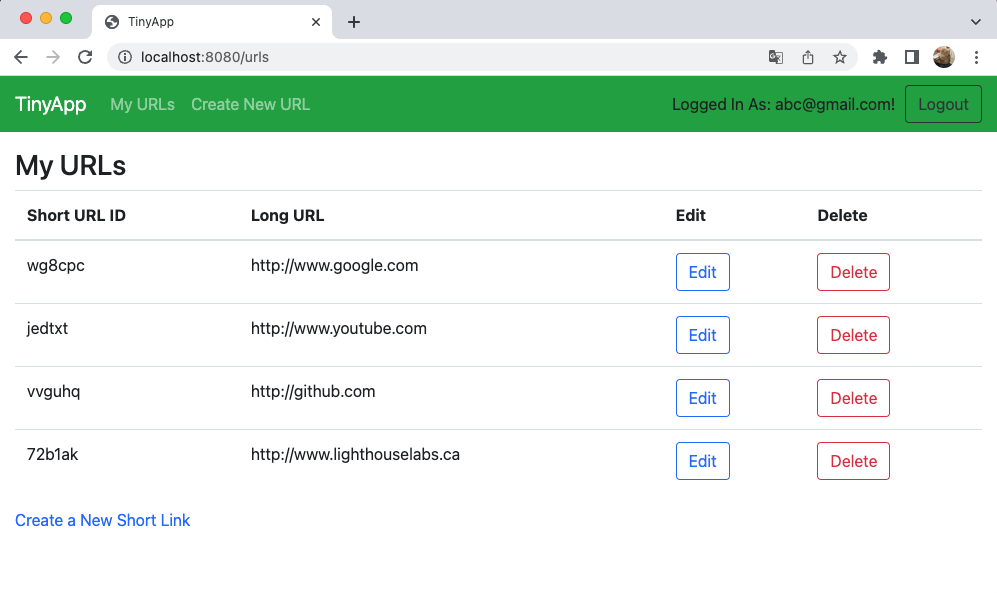 TinyApp
localhost:8080/urls
TinyApp My URLs Create New URL Logged In As: abc@gmail.com! Logout
My URLs
Short URL ID Long URL Edit Delete
wg8cpc http://www.google.com Edit Delete
jedtxt http://www.youtube.com Edit Delete
vvguhq http://github.com Edit Delete
72b1ak http://www.lighthouselabs.ca Edit Delete
Create a New Short Link